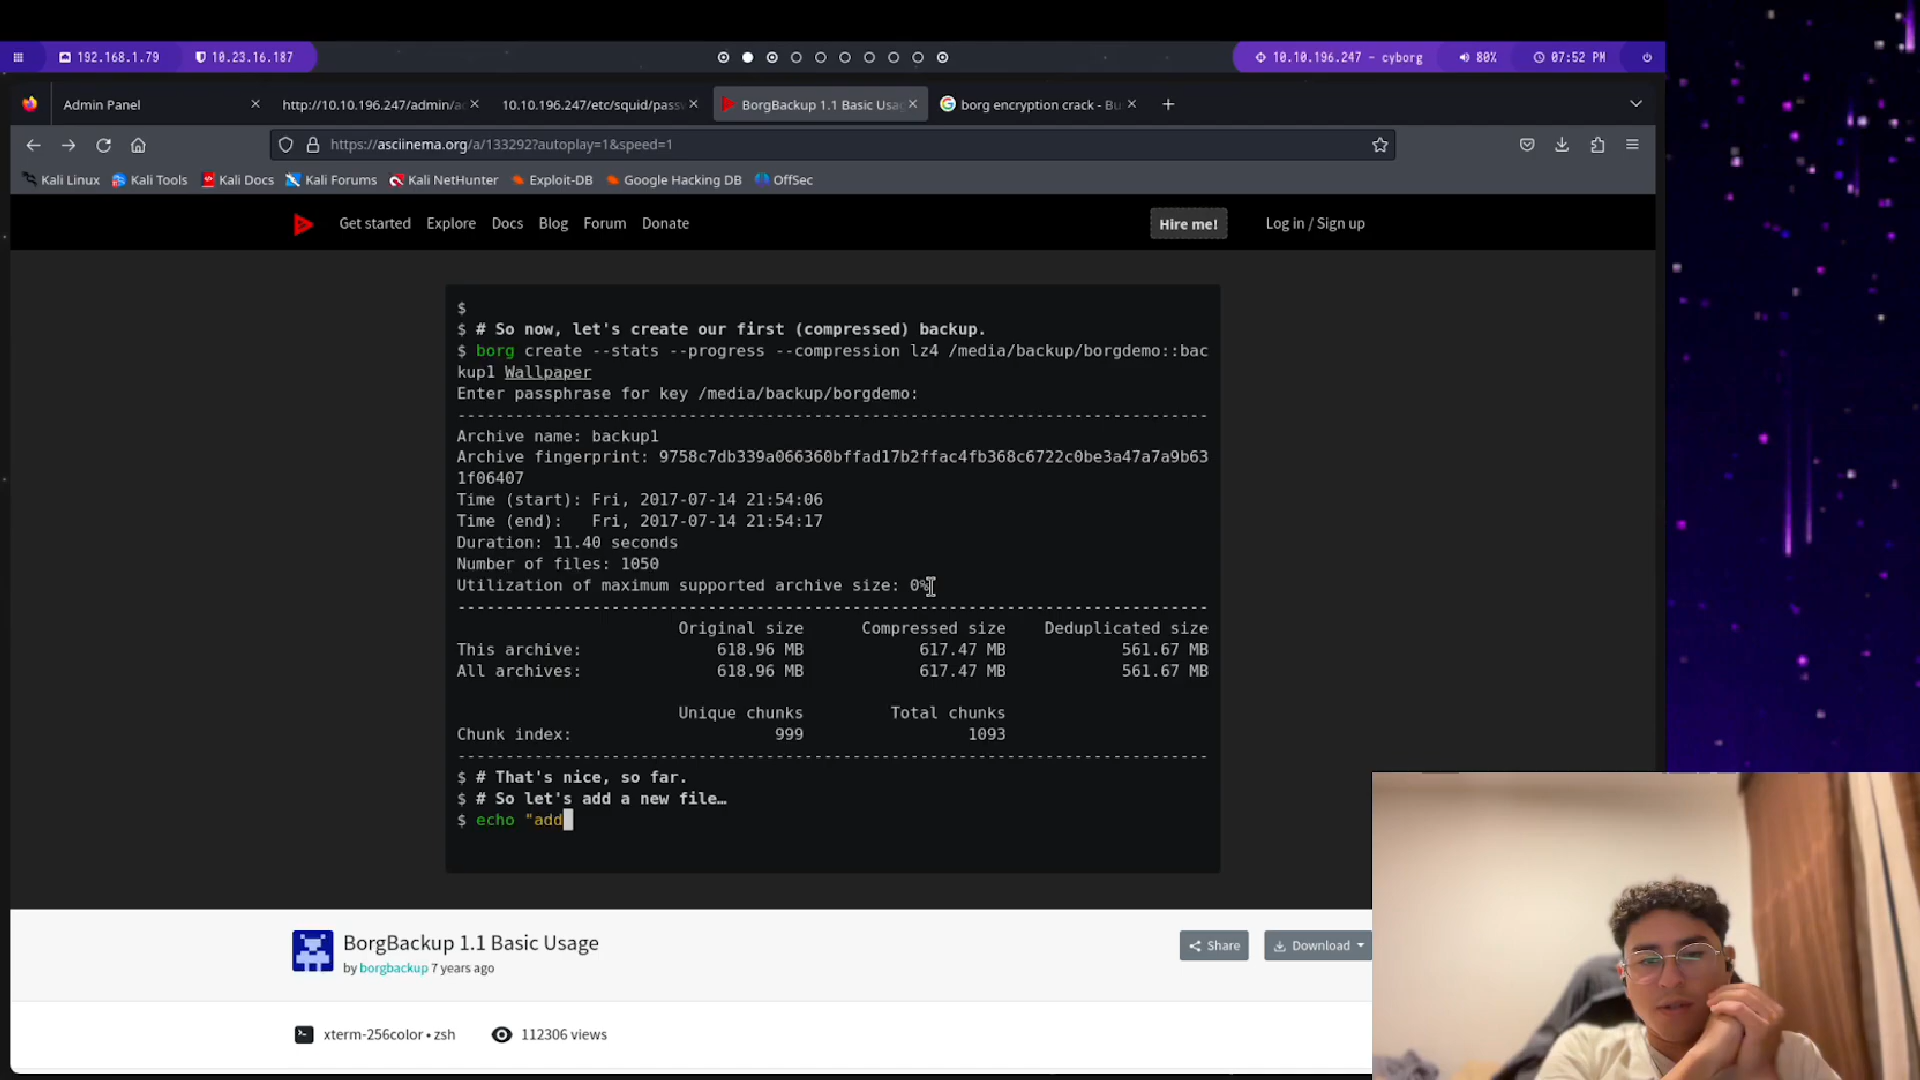 192.168.1.79 10.23.16.187 10.10.196.247 - cyborg 80% 07:52 PM
Admin Panel http://10.10.196.247/admin/ 10.10.196.247/etc/squid/passw BorgBackup 1.1 Basic Usa borg encryption crack - Bu
https://asciinema.org/a/133292?autoplay=1&speed=1
Kali Linux Kali Tools Kali Docs Kali Forums Kali NetHunter Exploit-DB Google Hacking DB OffSec
Get started Explore Docs Blog Forum Donate Hire me! Log in / Sign up
$
$ # So now, let's create our first (compressed) backup.
$ borg create --stats --progress --compression lz4 /media/backup/borgdemo::bac
kup1 Wallpaper
Enter passphrase for key /media/backup/borgdemo:
------------------------------------------------------------------------------
Archive name: backup1
Archive fingerprint: 9758c7db339a066360bffad17b2ffac4fb368c6722c0be3a47a7a9b63
1f06407
Time (start): Fri, 2017-07-14 21:54:06
Time (end):   Fri, 2017-07-14 21:54:17
Duration: 11.40 seconds
Number of files: 1050
Utilization of maximum supported archive size: 0%
------------------------------------------------------------------------------
Original size Compressed size Deduplicated size
This archive: 618.96 MB 617.47 MB 561.67 MB
All archives: 618.96 MB 617.47 MB 561.67 MB
Unique chunks Total chunks
Chunk index: 999 1093
------------------------------------------------------------------------------
$ # That's nice, so far.
$ # So let's add a new file…
$ echo "add
BorgBackup 1.1 Basic Usage
by borgbackup 7 years ago
Share Download
xterm-256color • zsh 112306 views